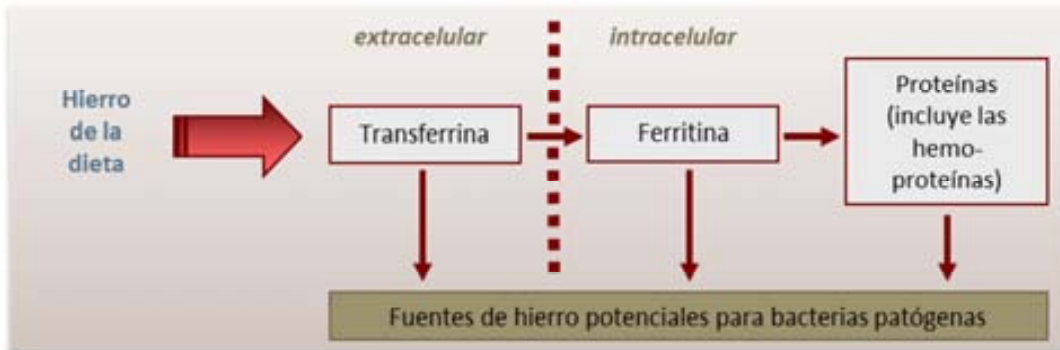 extracelular
intracelular
Hierro
de la
dieta
Transferrina
Ferritina
Proteínas
(incluye las
hemo-
proteínas)
Fuentes de hierro potenciales para bacterias patógenas